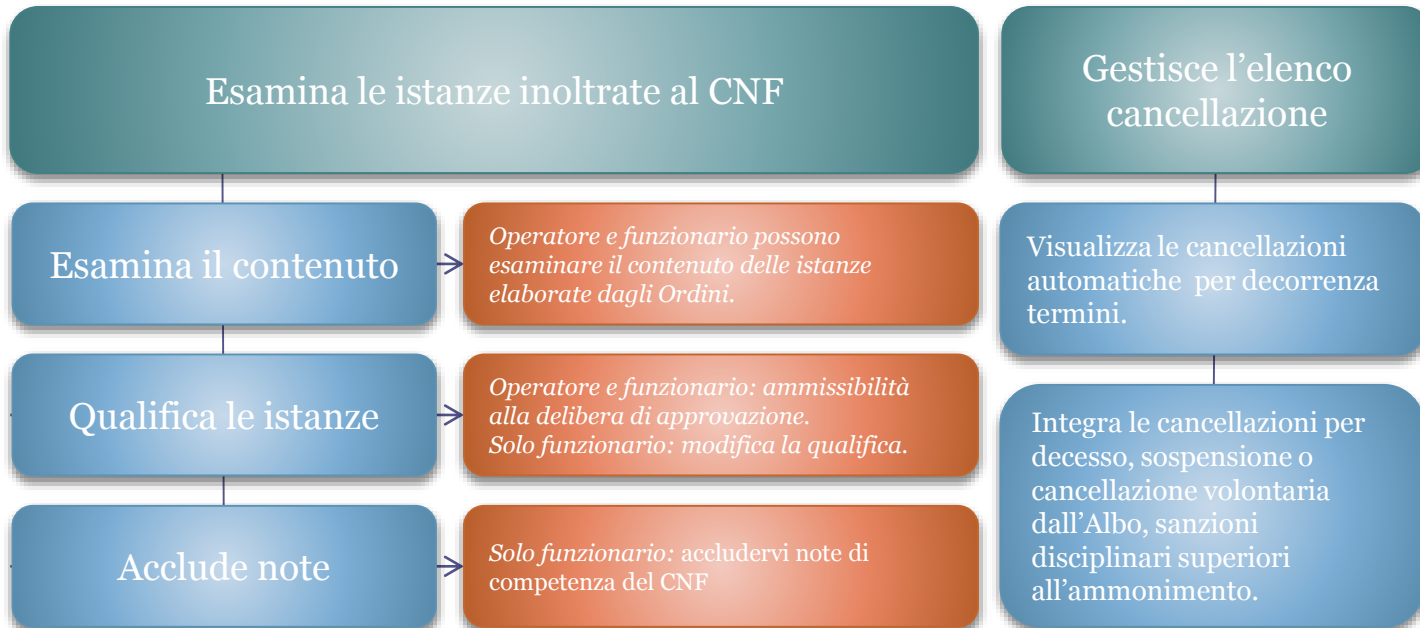 Esamina le istanze inoltrate al CNF
Esamina il contenuto
Operatore e funzionario possono
esaminare il contenuto delle istanze
elaborate dagli Ordini.
Qualifica le istanze
Operatore e funzionario: ammissibilità
alla delibera di approvazione.
Solo funzionario: modifica la qualifica.
Acclude note
Solo funzionario: accludervi note di
competenza del CNF
Gestisce l’elenco
cancellazione
Visualizza le cancellazioni
automatiche  per decorrenza
termini.
Integra le cancellazioni per
decesso, sospensione o
cancellazione volontaria
dall’Albo, sanzioni
disciplinari superiori
all’ammonimento.